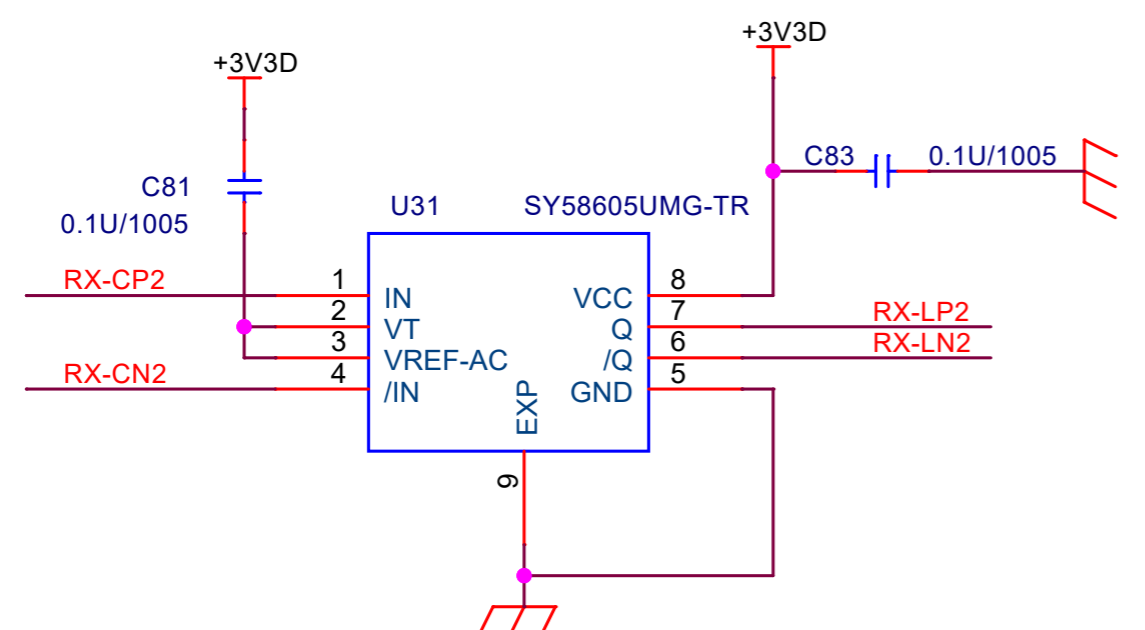 +3V3D
+3V3D
C83 0.1U/1005
C81
0.1U/1005
U31 SY58605UMG-TR
RX-CP2 1 IN VCC 8
2 VT Q 7 RX-LP2
3 VREF-AC /Q 6 RX-LN2
RX-CN2 4 /IN GND 5
EXP
9